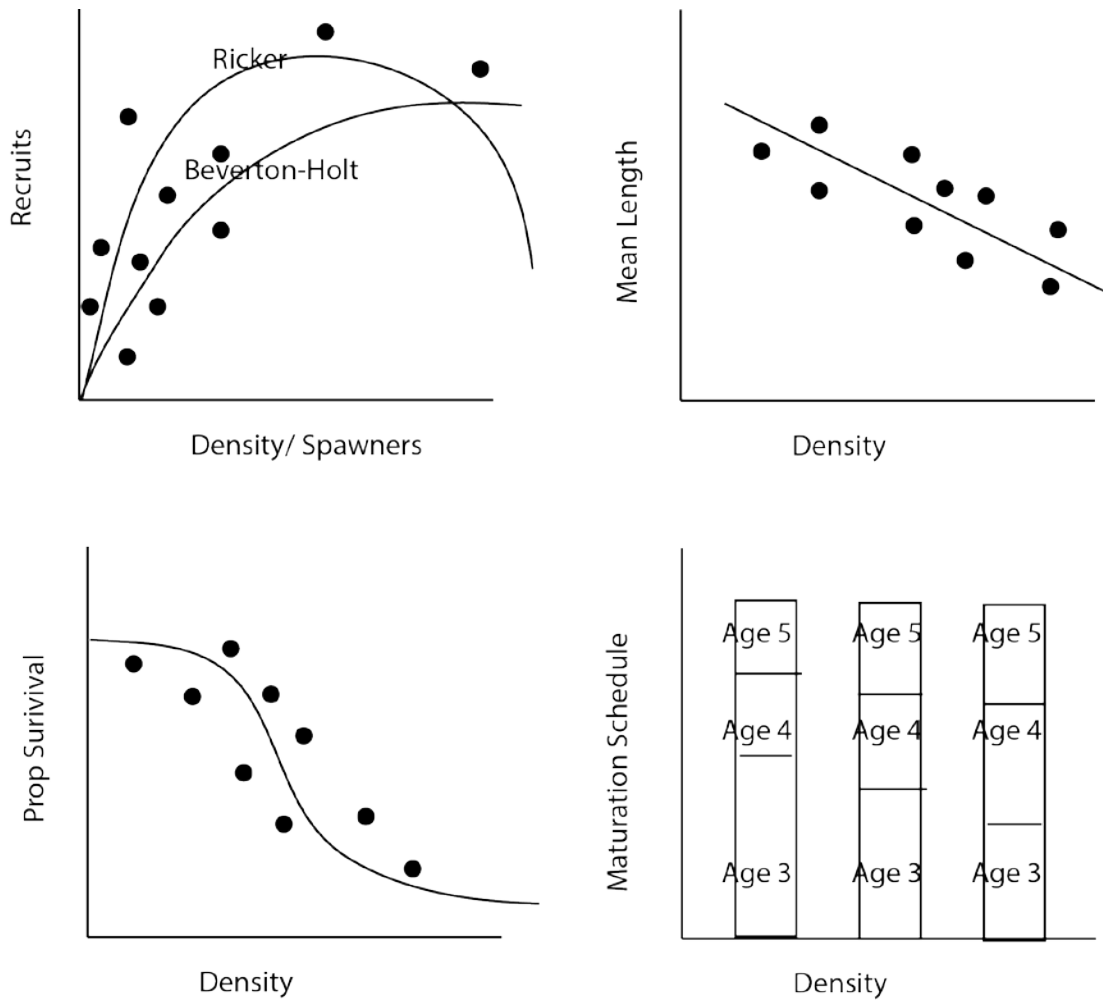 Recruits
Ricker
Beverton-Holt
Density/ Spawners
Mean Length
Density
Prop Surivival
Density
Maturation Schedule
Age 5
Age 5
Age 5
Age 4
Age 4
Age 4
Age 3
Age 3
Age 3
Density